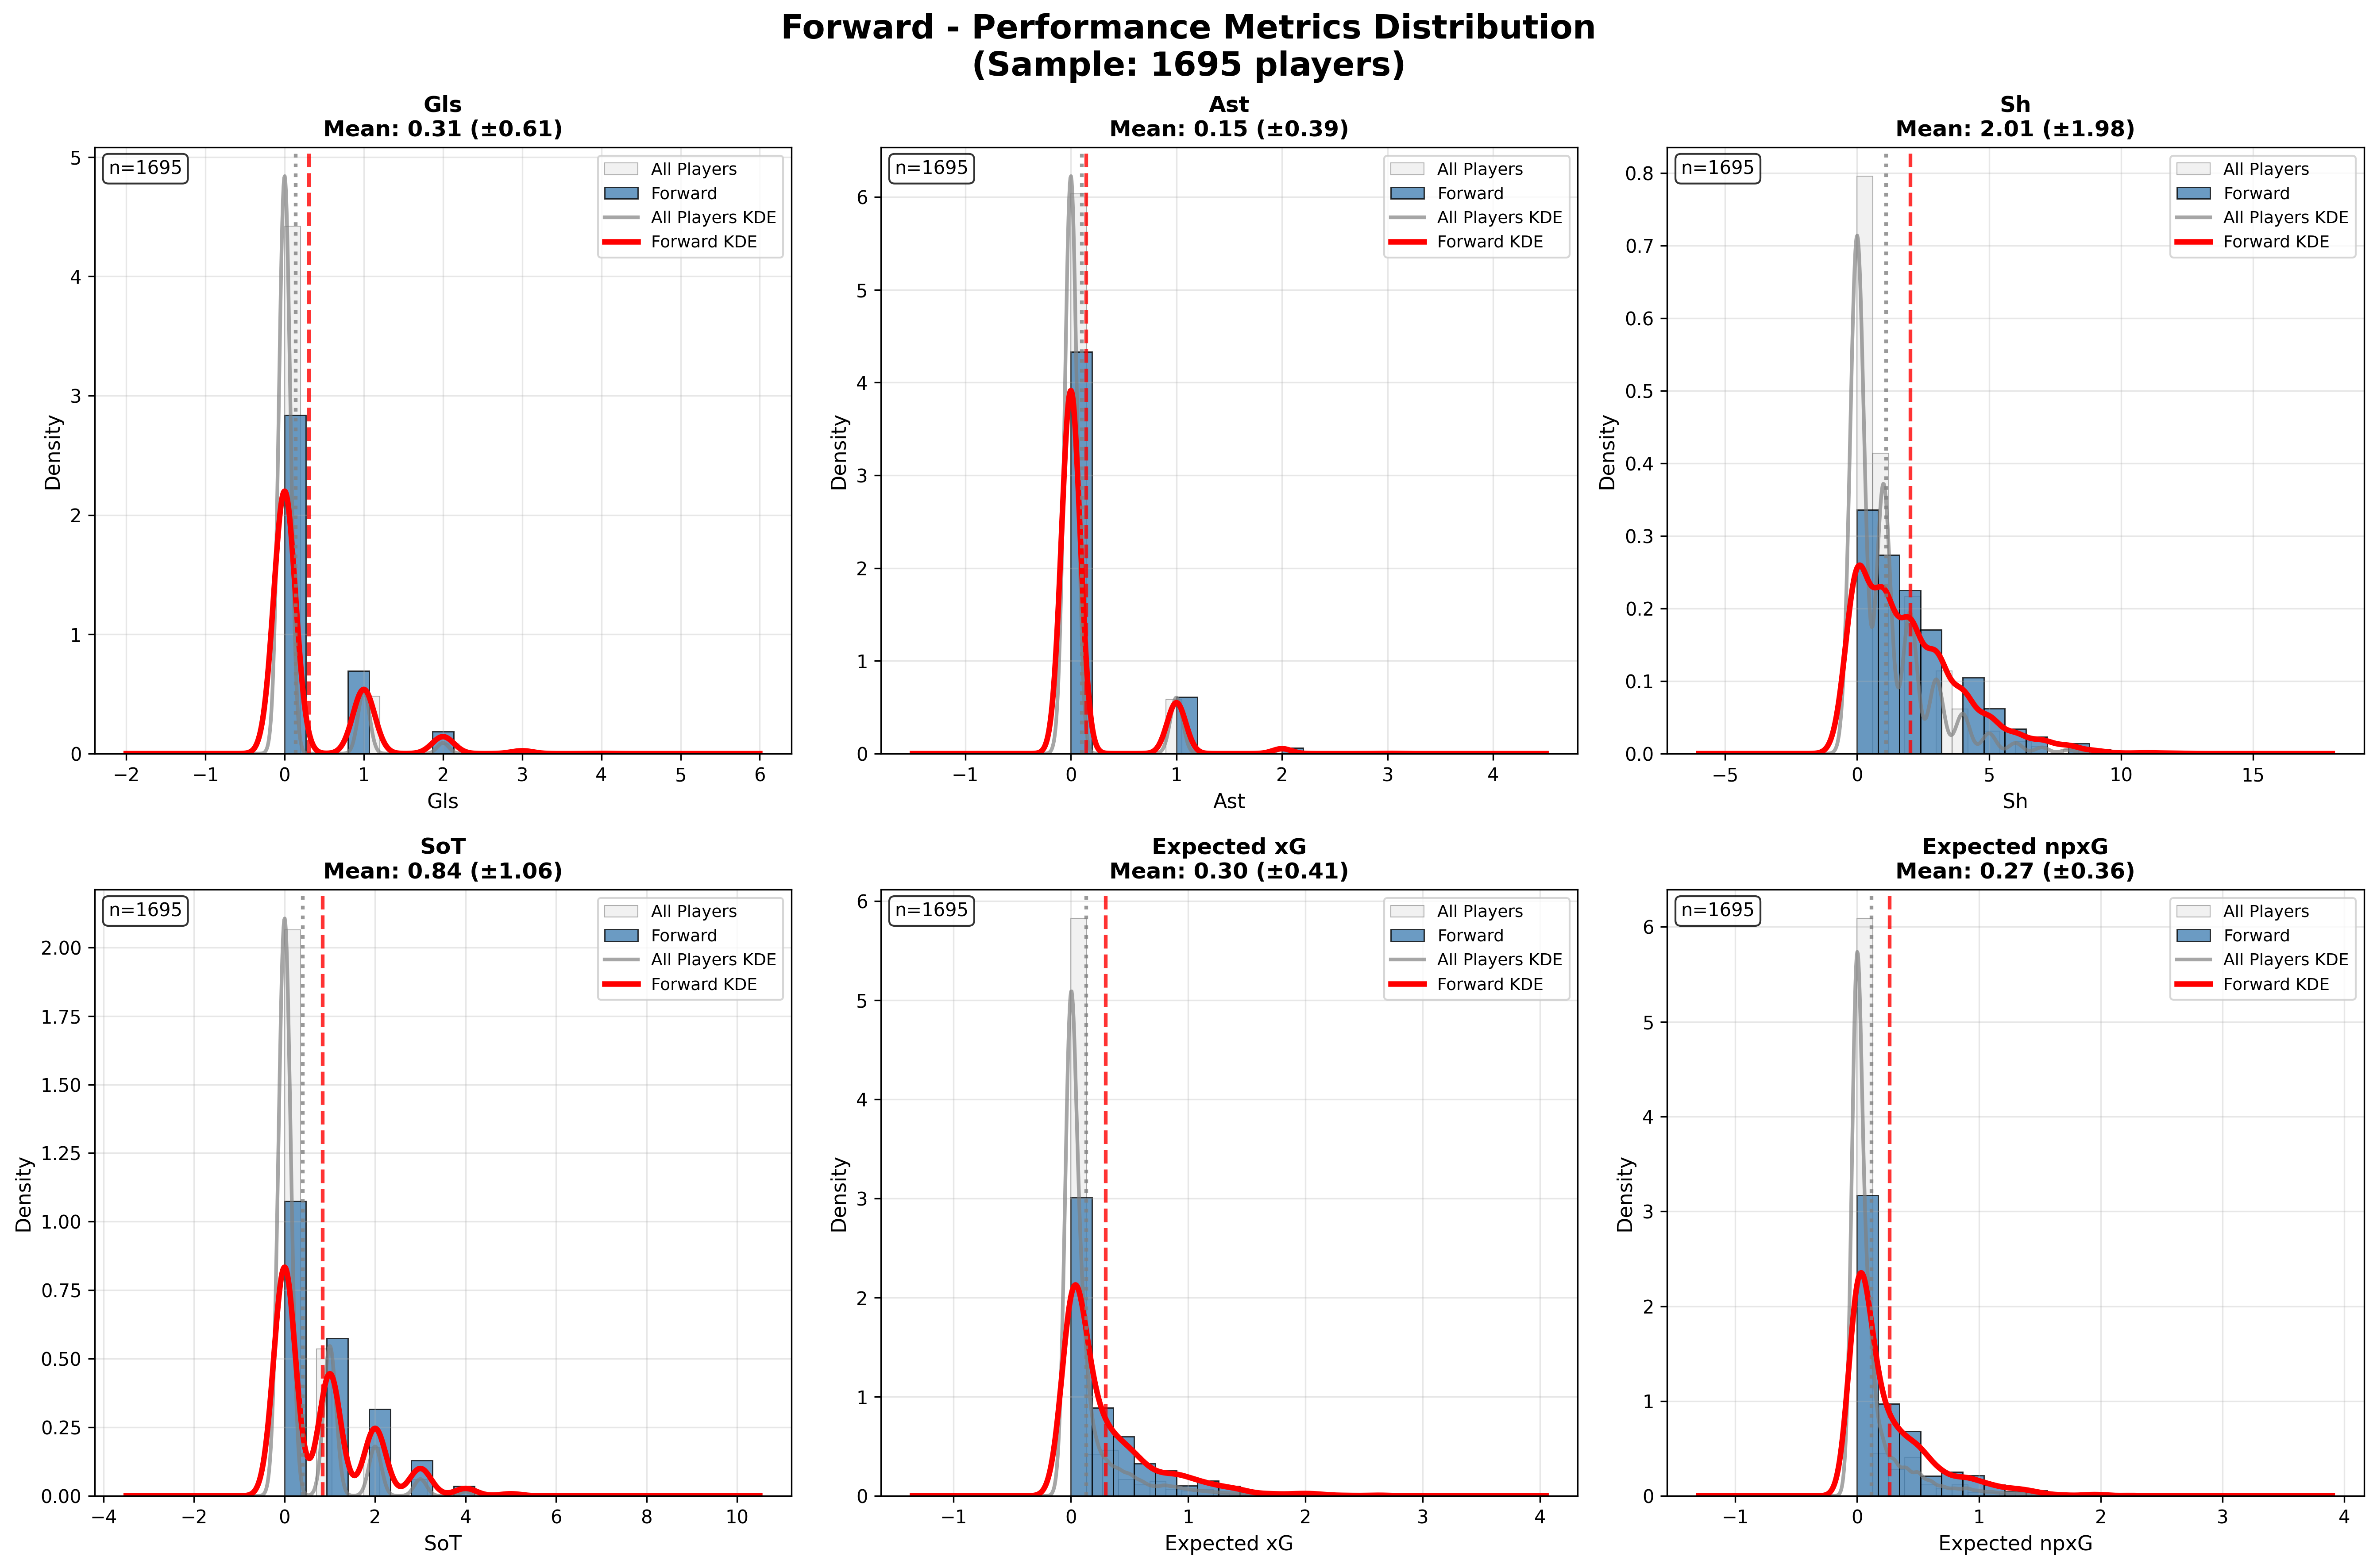 Forward - Performance Metrics Distribution
(Sample: 1695 players)
Gls
Mean: 0.31 (±0.61)
n=1695
All Players
Forward
All Players KDE
Forward KDE
5
4
3
2
1
0
Density
−2 −1 0 1 2 3 4 5 6
Gls
Ast
Mean: 0.15 (±0.39)
n=1695
All Players
Forward
All Players KDE
Forward KDE
6
5
4
3
2
1
0
Density
−1 0 1 2 3 4
Ast
Sh
Mean: 2.01 (±1.98)
n=1695
All Players
Forward
All Players KDE
Forward KDE
0.8
0.7
0.6
0.5
0.4
0.3
0.2
0.1
0.0
Density
−5 0 5 10 15
Sh
SoT
Mean: 0.84 (±1.06)
n=1695
All Players
Forward
All Players KDE
Forward KDE
2.00
1.75
1.50
1.25
1.00
0.75
0.50
0.25
0.00
Density
−4 −2 0 2 4 6 8 10
SoT
Expected xG
Mean: 0.30 (±0.41)
n=1695
All Players
Forward
All Players KDE
Forward KDE
6
5
4
3
2
1
0
Density
−1 0 1 2 3 4
Expected xG
Expected npxG
Mean: 0.27 (±0.36)
n=1695
All Players
Forward
All Players KDE
Forward KDE
6
5
4
3
2
1
0
Density
−1 0 1 2 3 4
Expected npxG